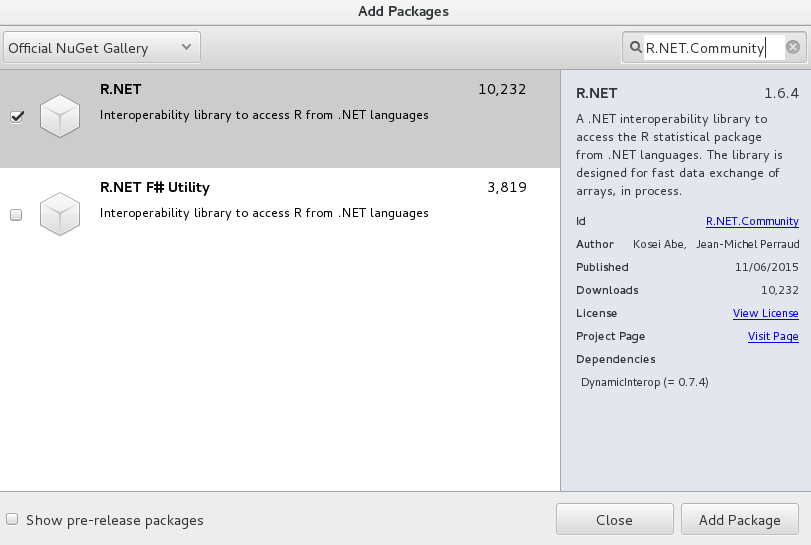 Add Packages
Official NuGet Gallery
R.NET.Community
R.NET 10,232
Interoperability library to access R from .NET languages
R.NET F# Utility 3,819
Interoperability library to access R from .NET languages
R.NET 1.6.4
A .NET interoperability library to
access the R statistical package
from .NET languages. The library is
designed for fast data exchange of
arrays, in process.
Id R.NET.Community
Author Kosei Abe, Jean-Michel Perraud
Published 11/06/2015
Downloads 10,232
License View License
Project Page Visit Page
Dependencies
DynamicInterop (= 0.7.4)
Show pre-release packages
Close
Add Package